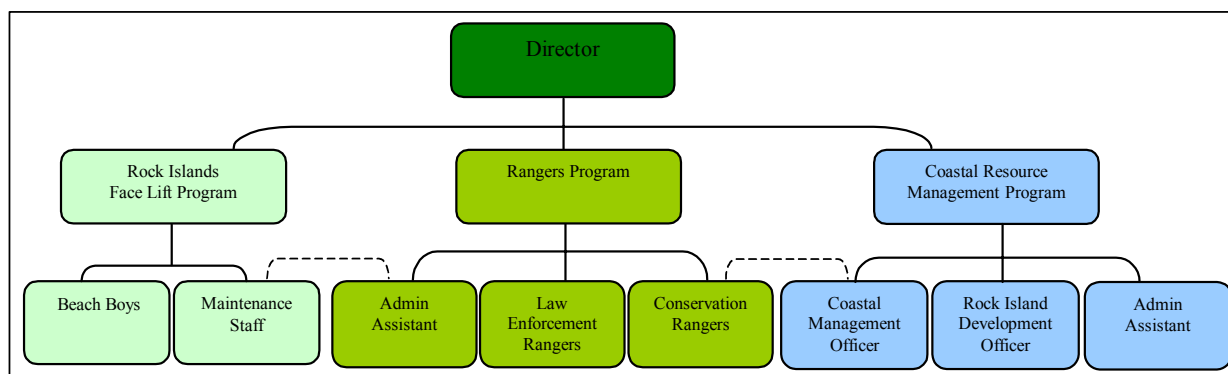 Director
Rock Islands
Face Lift Program
Rangers Program
Coastal Resource
Management Program
Beach Boys
Maintenance
Staff
Admin
Assistant
Law
Enforcement
Rangers
Conservation
Rangers
Coastal
Management
Officer
Rock Island
Development
Officer
Admin
Assistant